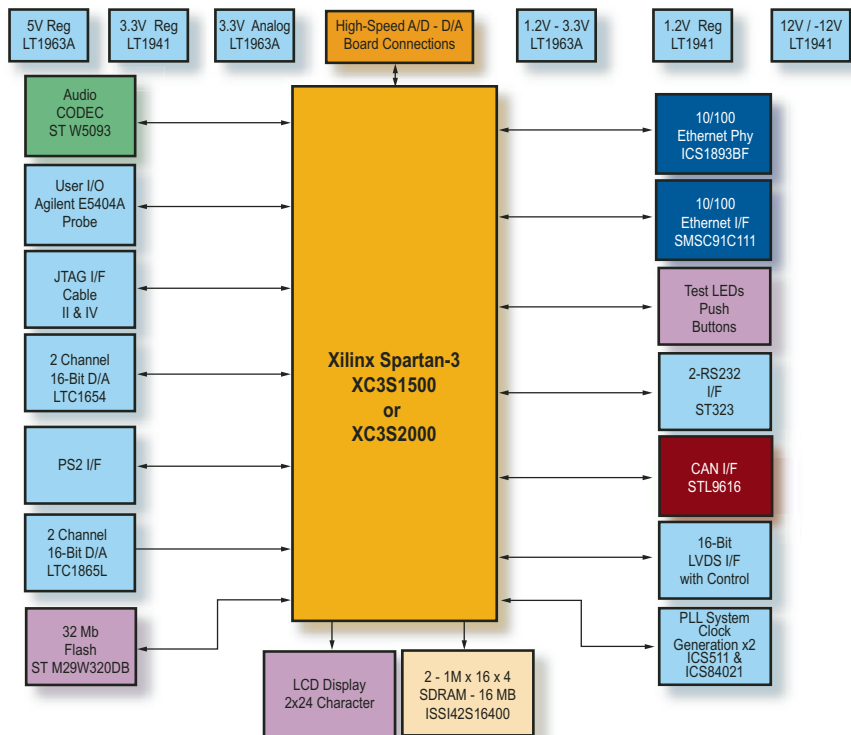 5V Reg
LT1963A
3.3V Reg
LT1941
3.3V Analog
LT1963A
High-Speed A/D - D/A
Board Connections
1.2V - 3.3V
LT1963A
1.2V Reg
LT1941
12V / -12V
LT1941
Audio
CODEC
ST W5093
User I/O
Agilent E5404A
Probe
JTAG I/F
Cable
II & IV
2 Channel
16-Bit D/A
LTC1654
PS2 I/F
2 Channel
16-Bit D/A
LTC1865L
32 Mb
Flash
ST M29W320DB
Xilinx Spartan-3
XC3S1500
or
XC3S2000
LCD Display
2x24 Character
2 - 1M x 16 x 4
SDRAM - 16 MB
ISSI42S16400
10/100
Ethernet Phy
ICS1893BF
10/100
Ethernet I/F
SMSC91C111
Test LEDs
Push
Buttons
2-RS232
I/F
ST323
CAN I/F
STL9616
16-Bit
LVDS I/F
with Control
PLL System
Clock
Generation x2
ICS511 &
ICS84021